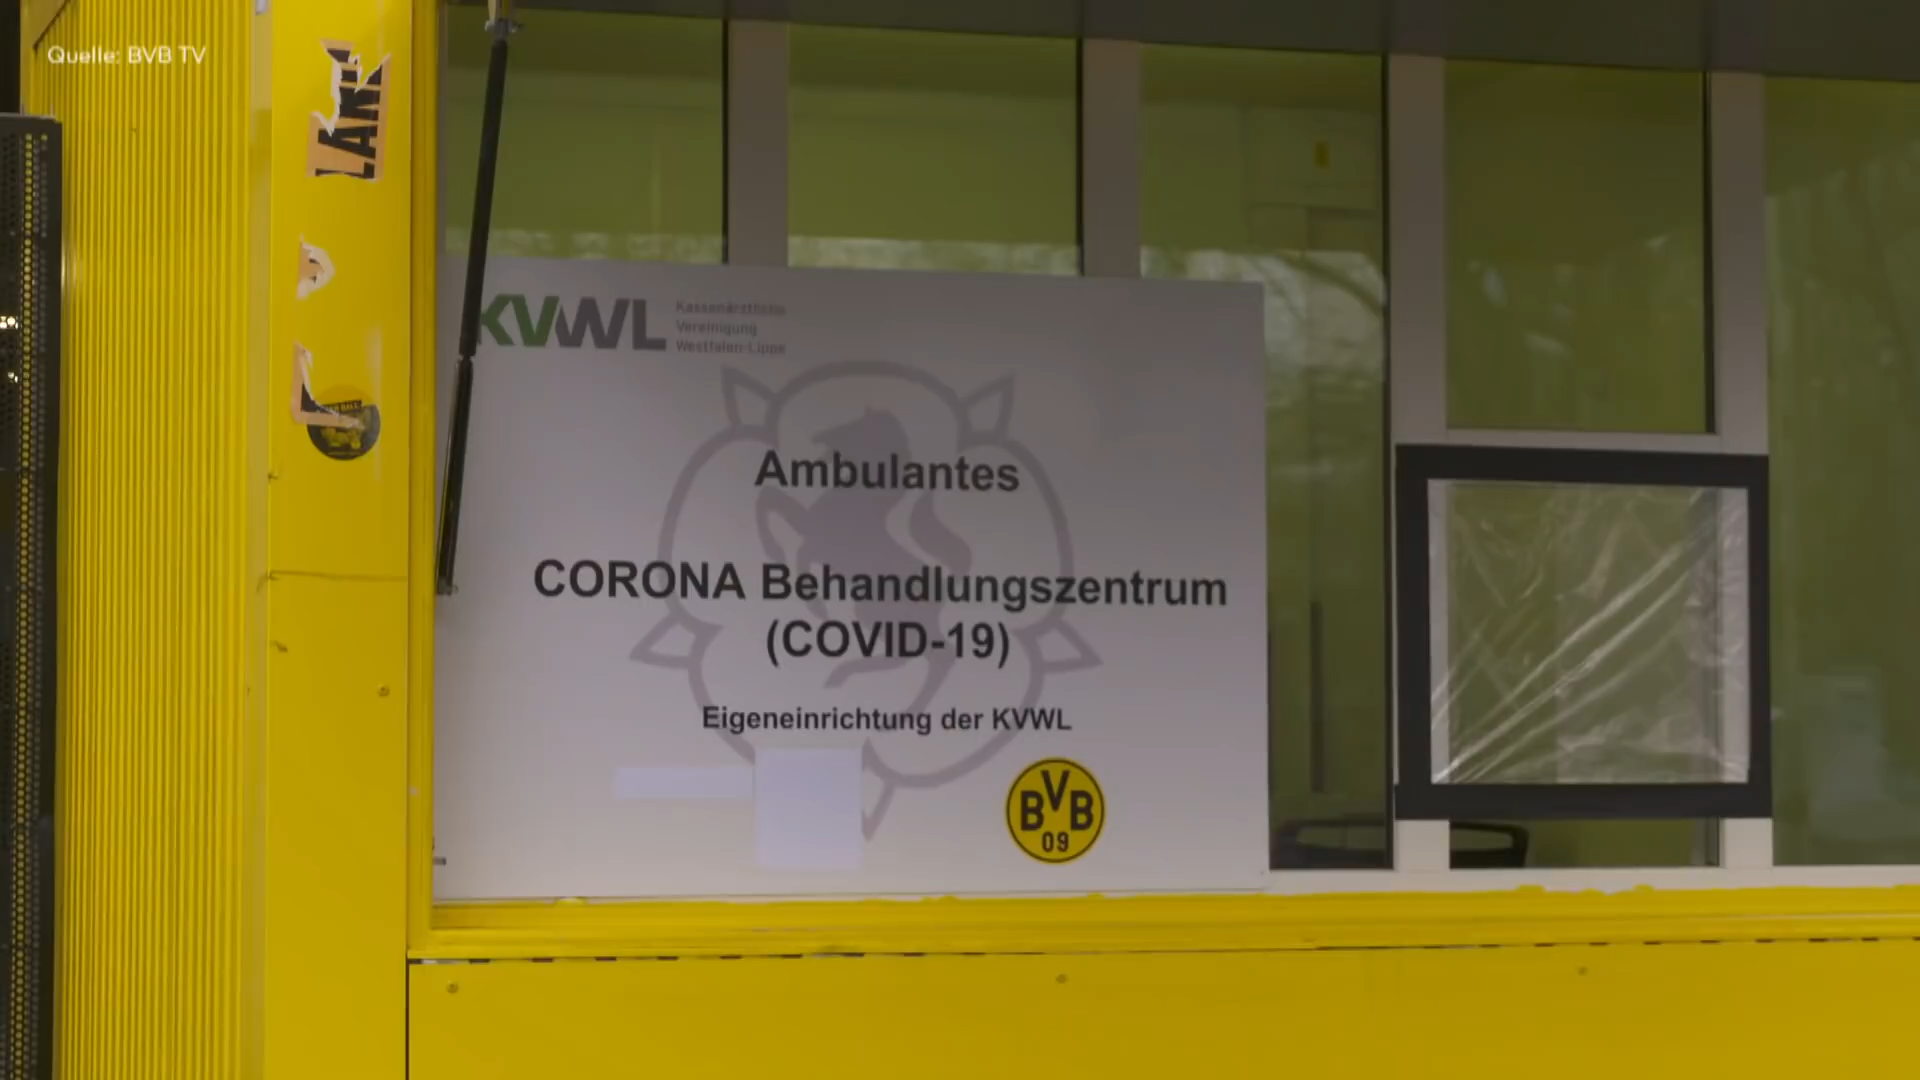 Quelle: BVB TV
KVWL
Kassenärztliche
Vereinigung
Westfalen-Lippe
Ambulantes
CORONA Behandlungszentrum
(COVID-19)
Eigeneinrichtung der KVWL
BVB
09